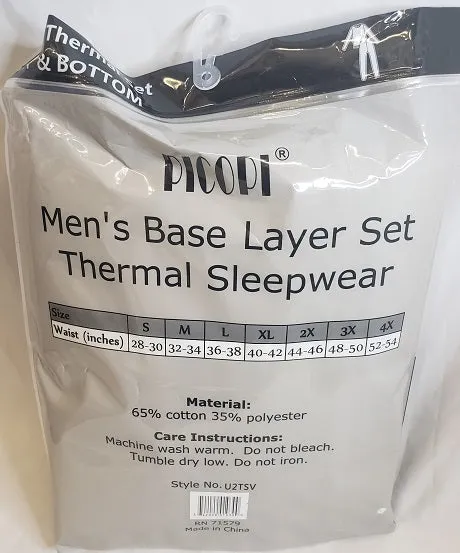 Thermal Set
& BOTTOM
PICOPI®
Men's Base Layer Set
Thermal Sleepwear
Size S M L XL 2X 3X 4X
Waist (inches) 28-30 32-34 36-38 40-42 44-46 48-50 52-54
Material:
65% cotton 35% polyester
Care Instructions:
Machine wash warm. Do not bleach.
Tumble dry low. Do not iron.
Style No. U2TSV
RN 71579
Made in China